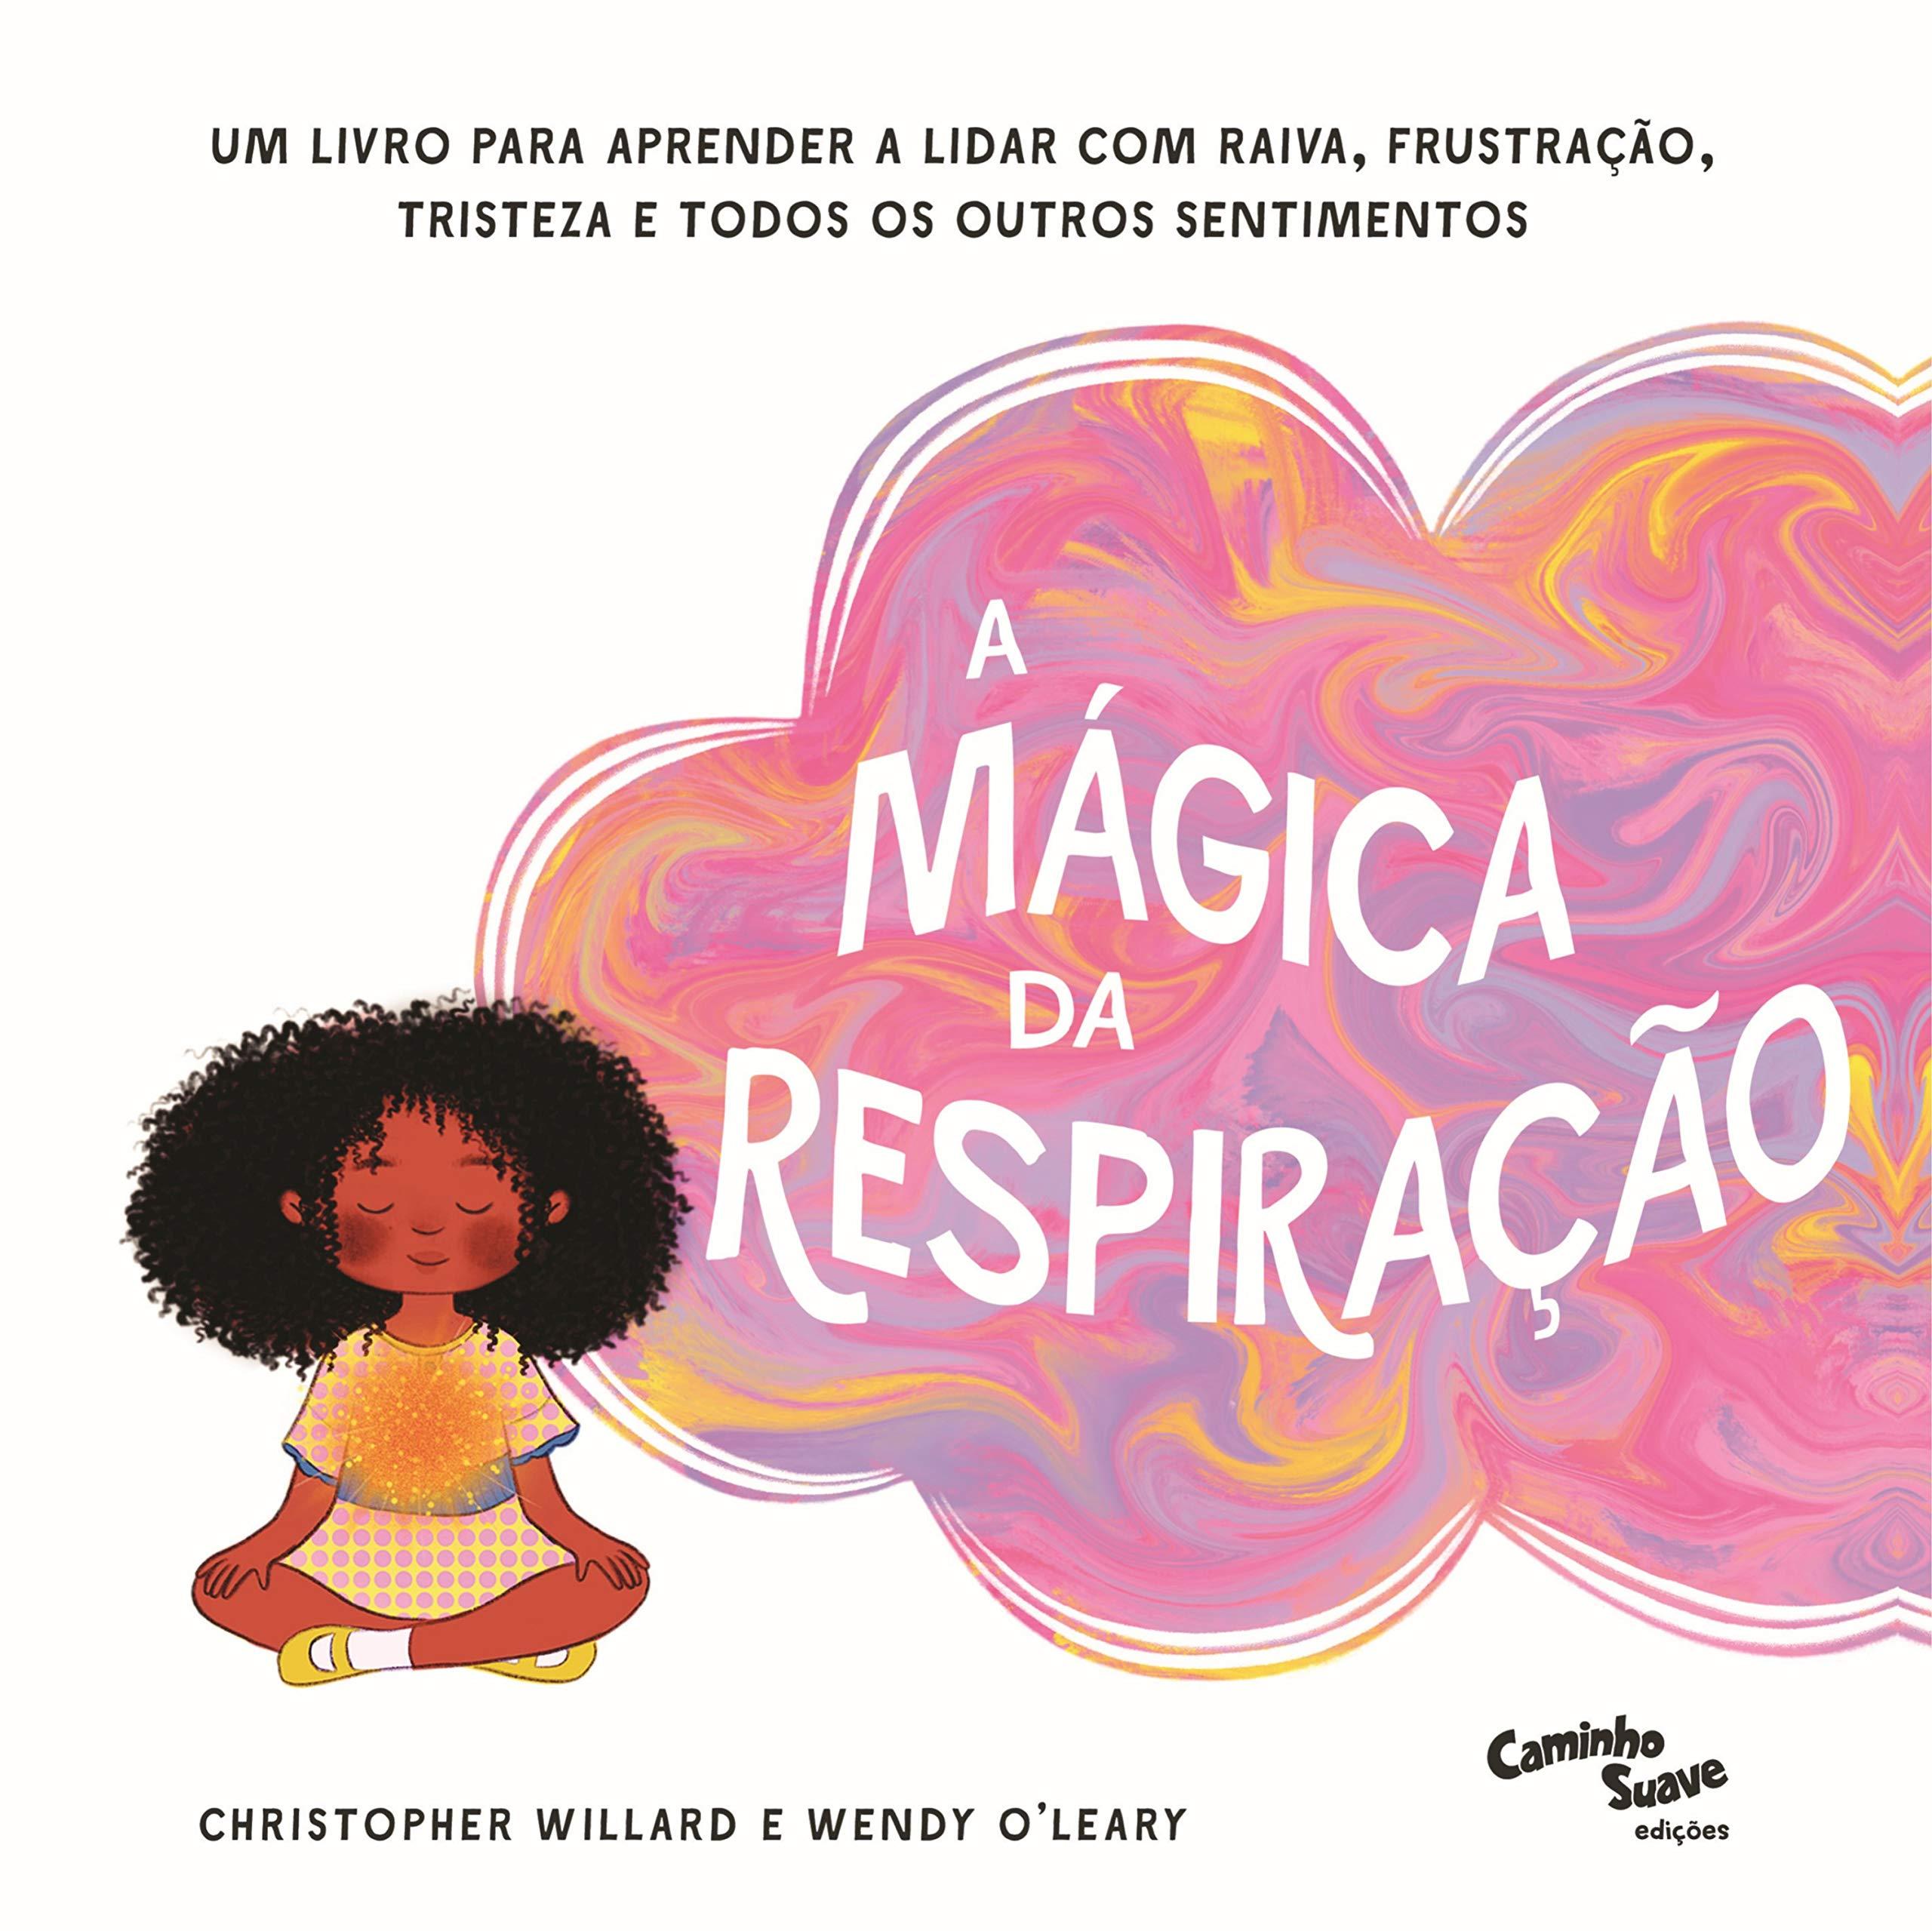 UM LIVRO PARA APRENDER A LIDAR COM RAIVA, FRUSTRAÇÃO,
TRISTEZA E TODOS OS OUTROS SENTIMENTOS
A
MÁGICA
DA
RESPIRAÇÃO
CHRISTOPHER WILLARD E WENDY O'LEARY
Caminho
Suave
edições